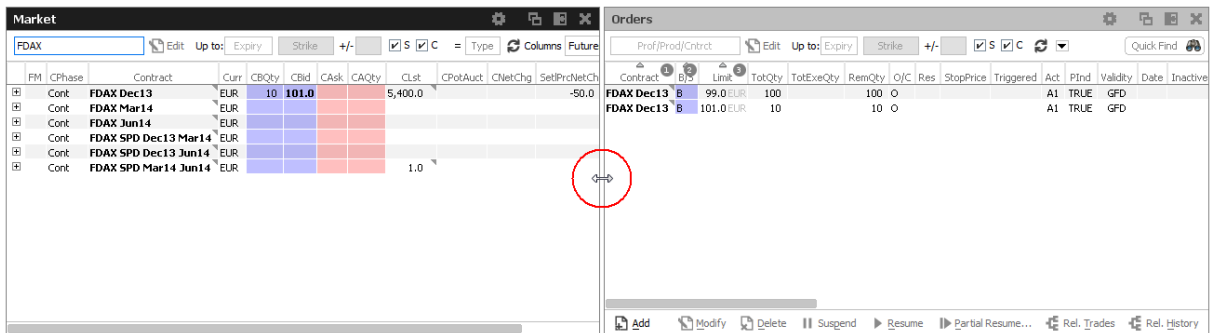 Market
FDAX Edit Up to: Expiry Strike +/- S C = Type Columns Future
FM CPhase Contract Curr CBQty CBid CAsk CAQty CLst CPotAuct CNetChg SetlPrcNetCh
Cont FDAX Dec13 EUR 10 101.0 5,400.0 -50.0
Cont FDAX Mar14 EUR
Cont FDAX Jun14 EUR
Cont FDAX SPD Dec13 Mar14 EUR
Cont FDAX SPD Dec13 Jun14 EUR
Cont FDAX SPD Mar14 Jun14 EUR 1.0
Orders
Prof/Prod/Cntrct Edit Up to: Expiry Strike +/- S C Quick Find
Contract 1 B/S 2 Limit 3 TotQty TotExeQty RemQty O/C Res StopPrice Triggered Act PInd Validity Date Inactive
FDAX Dec13 B 99.0 EUR 100 100 O A1 TRUE GFD
FDAX Dec13 B 101.0 EUR 10 10 O A1 TRUE GFD
Add Modify Delete Suspend Resume Partial Resume... Rel. Trades Rel. History